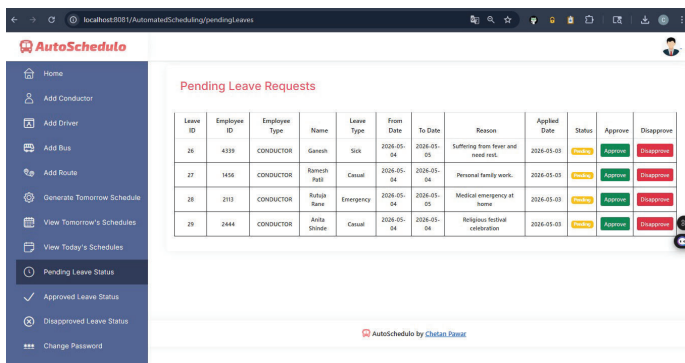 localhost:8081/AutomatedScheduling/pendingLeaves
AutoSchedulo
Home
Add Conductor
Add Driver
Add Bus
Add Route
Generate Tomorrow Schedule
View Tomorrow's Schedules
View Today's Schedules
Pending Leave Status
Approved Leave Status
Disapproved Leave Status
Change Password
Pending Leave Requests
Leave ID Employee ID Employee Type Name Leave Type From Date To Date Reason Applied Date Status Approve Disapprove
26 4339 CONDUCTOR Ganesh Sick 2026-05-04 2026-05-05 Suffering from fever and need rest. 2026-05-03 Pending Approve Disapprove
27 1456 CONDUCTOR Ramesh Patil Casual 2026-05-04 2026-05-04 Personal family work. 2026-05-03 Pending Approve Disapprove
28 2113 CONDUCTOR Rutuja Rane Emergency 2026-05-04 2026-05-05 Medical emergency at home 2026-05-03 Pending Approve Disapprove
29 2444 CONDUCTOR Anita Shinde Casual 2026-05-04 2026-05-04 Religious festival celebration 2026-05-03 Pending Approve Disapprove
AutoSchedulo by Chetan Pawar